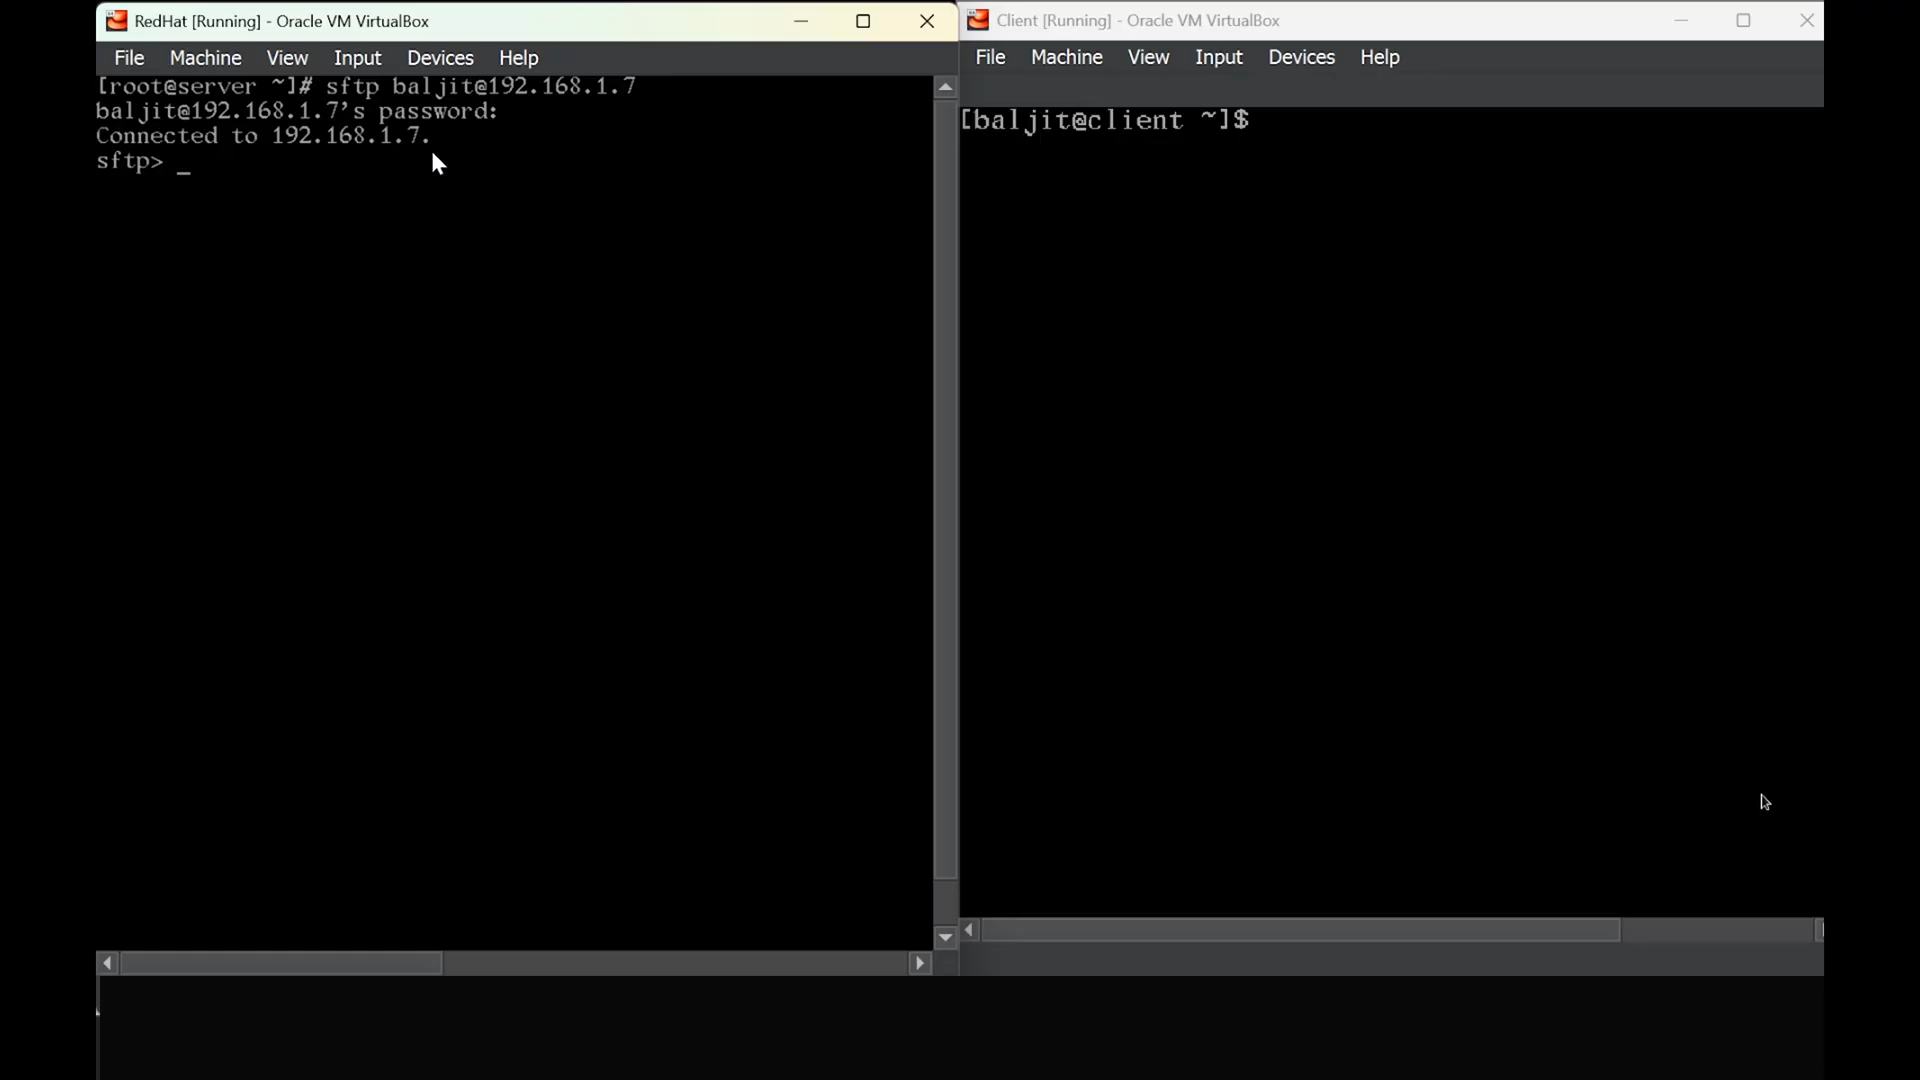 RedHat [Running] - Oracle VM VirtualBox
File Machine View Input Devices Help
[root@server ~]# sftp baljit@192.168.1.7
baljit@192.168.1.7's password:
Connected to 192.168.1.7.
sftp> _
Client [Running] - Oracle VM VirtualBox
File Machine View Input Devices Help
[baljit@client ~]$